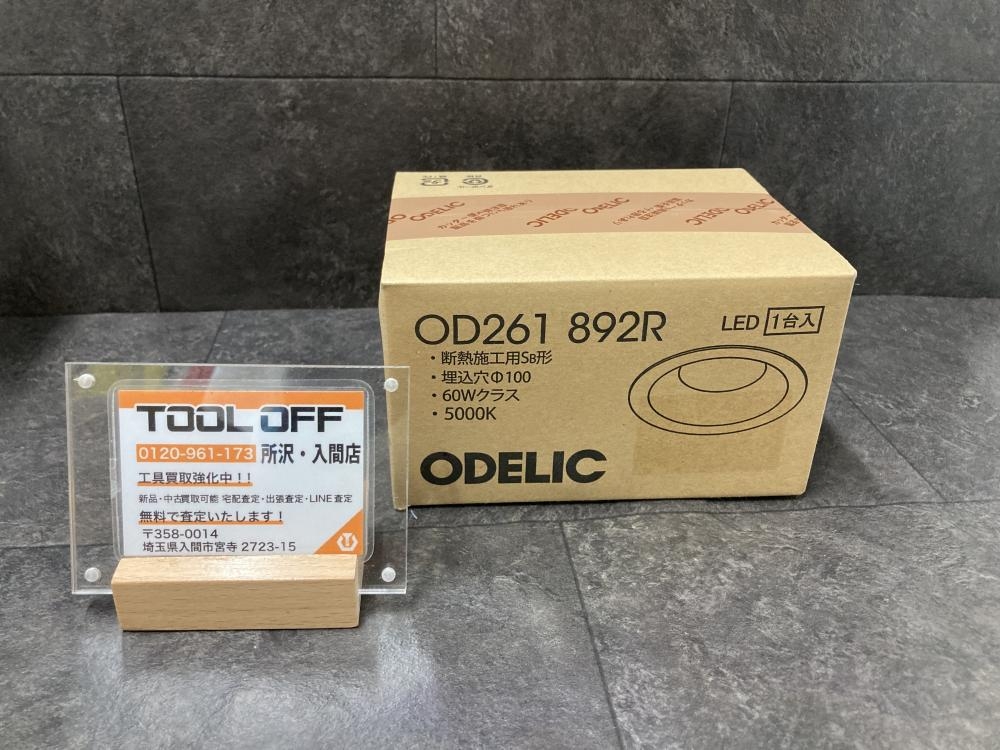 ODELIC ODELIC ODELIC
OD261 892R
LED 1台入
・断熱施工用SB形
・埋込穴Φ100
・60Wクラス
・5000K
ODELIC
TOOL OFF
0120-961-173 所沢・入間店
工具買取強化中!!
新品・中古買取可能 宅配査定・出張査定・LINE査定
無料で査定いたします!
〒358-0014
埼玉県入間市宮寺 2723-15